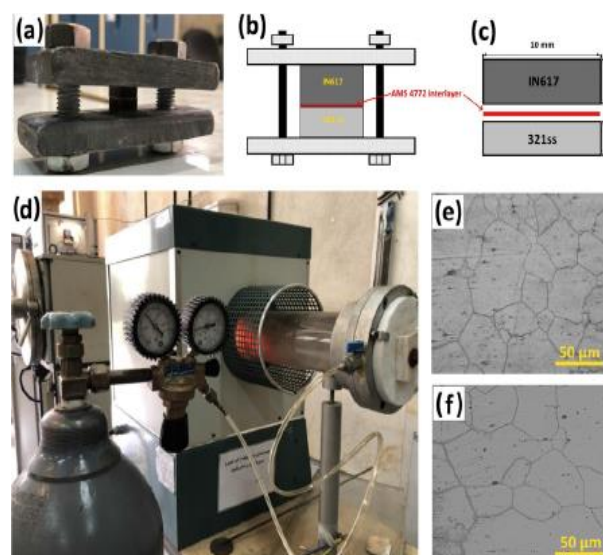 (a)
(b)
(c)
10 mm
IN617
IN617
AMS 4772 interlayer
321ss
(d)
(e)
50 µm
(f)
50 µm